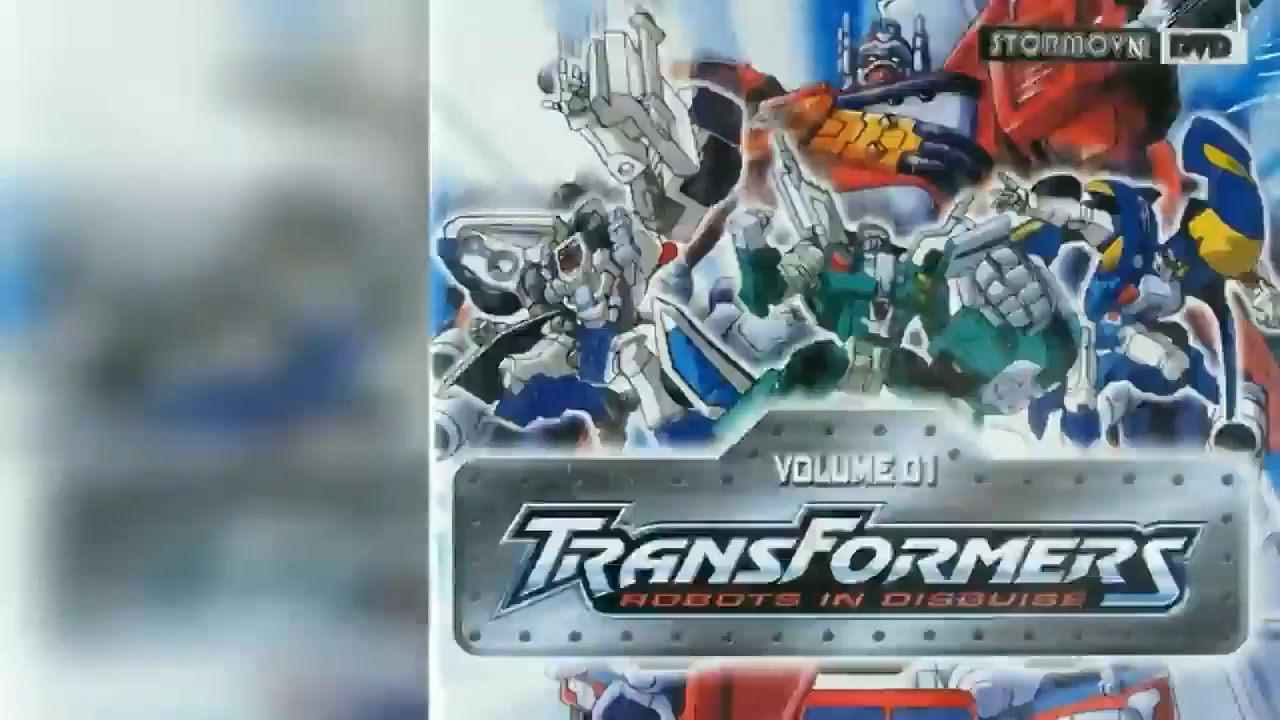 STORMOVN DVD
VOLUME 01
TRANSFORMERS
ROBOTS IN DISGUISE